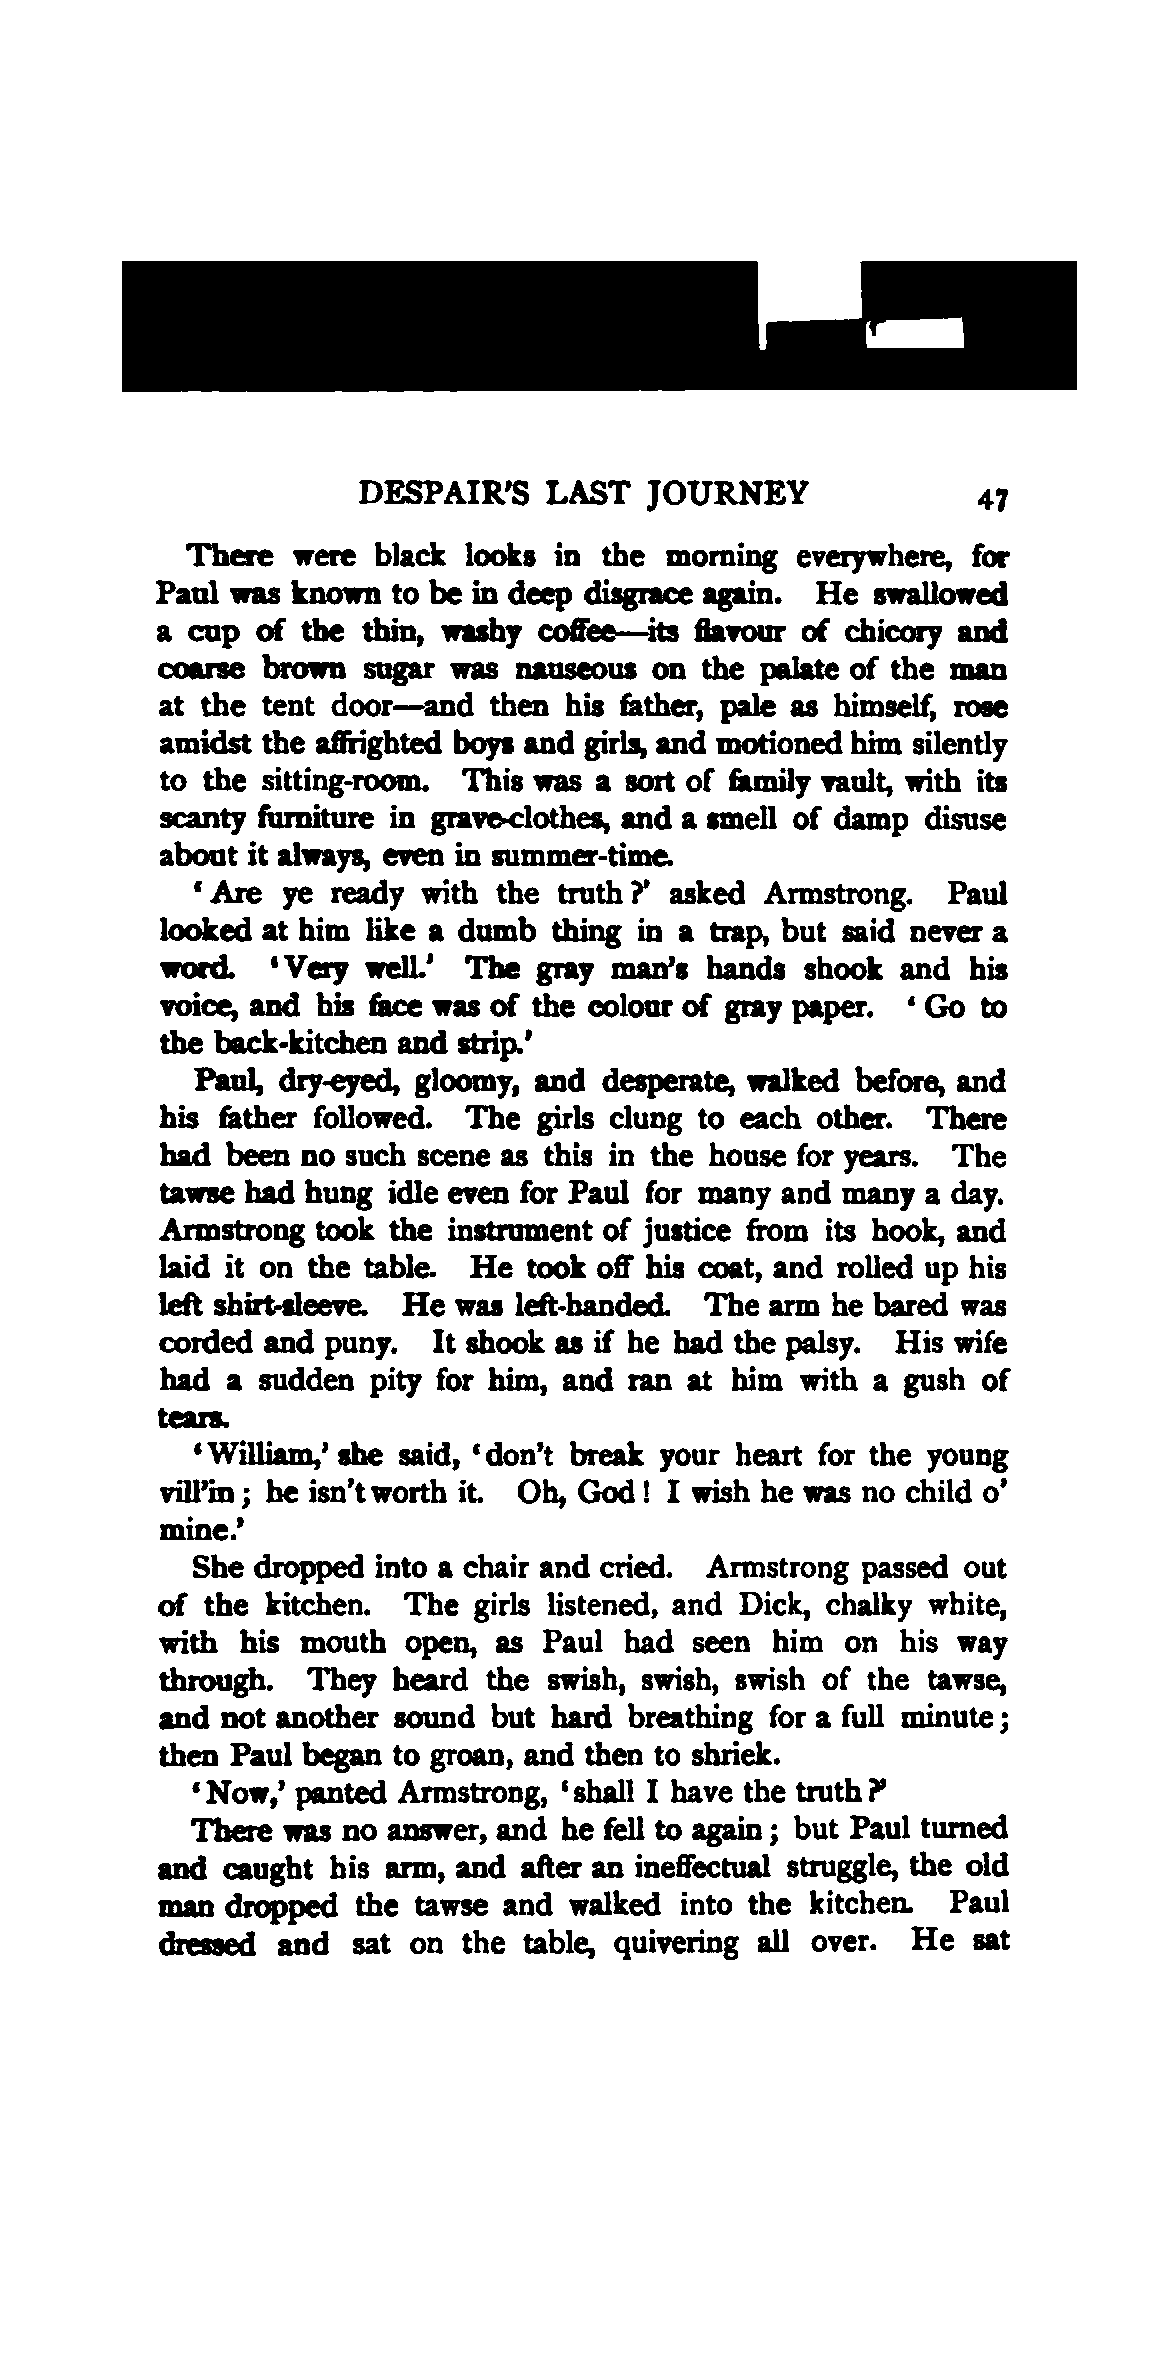 DESPAIR'S LAST JOURNEY 47
There were black looks in the morning everywhere, for
Paul was known to be in deep disgrace again. He swallowed
a cup of the thin, washy coffee—its flavour of chicory and
coarse brown sugar was nauseous on the palate of the man
at the tent door—and then his father, pale as himself, rose
amidst the affrighted boys and girls, and motioned him silently
to the sitting-room. This was a sort of family vault, with its
scanty furniture in grave-clothes, and a smell of damp disuse
about it always, even in summer-time.
'Are ye ready with the truth?' asked Armstrong. Paul
looked at him like a dumb thing in a trap, but said never a
word. 'Very well.' The gray man's hands shook and his
voice, and his face was of the colour of gray paper. 'Go to
the back-kitchen and strip.'
Paul, dry-eyed, gloomy, and desperate, walked before, and
his father followed. The girls clung to each other. There
had been no such scene as this in the house for years. The
tawse had hung idle even for Paul for many and many a day.
Armstrong took the instrument of justice from its hook, and
laid it on the table. He took off his coat, and rolled up his
left shirt-sleeve. He was left-handed. The arm he bared was
corded and puny. It shook as if he had the palsy. His wife
had a sudden pity for him, and ran at him with a gush of
tears.
'William,' she said, 'don't break your heart for the young
vill'in; he isn't worth it. Oh, God! I wish he was no child o'
mine.'
She dropped into a chair and cried. Armstrong passed out
of the kitchen. The girls listened, and Dick, chalky white,
with his mouth open, as Paul had seen him on his way
through. They heard the swish, swish, swish of the tawse,
and not another sound but hard breathing for a full minute;
then Paul began to groan, and then to shriek.
'Now,' panted Armstrong, 'shall I have the truth?'
There was no answer, and he fell to again; but Paul turned
and caught his arm, and after an ineffectual struggle, the old
man dropped the tawse and walked into the kitchen. Paul
dressed and sat on the table, quivering all over. He sat